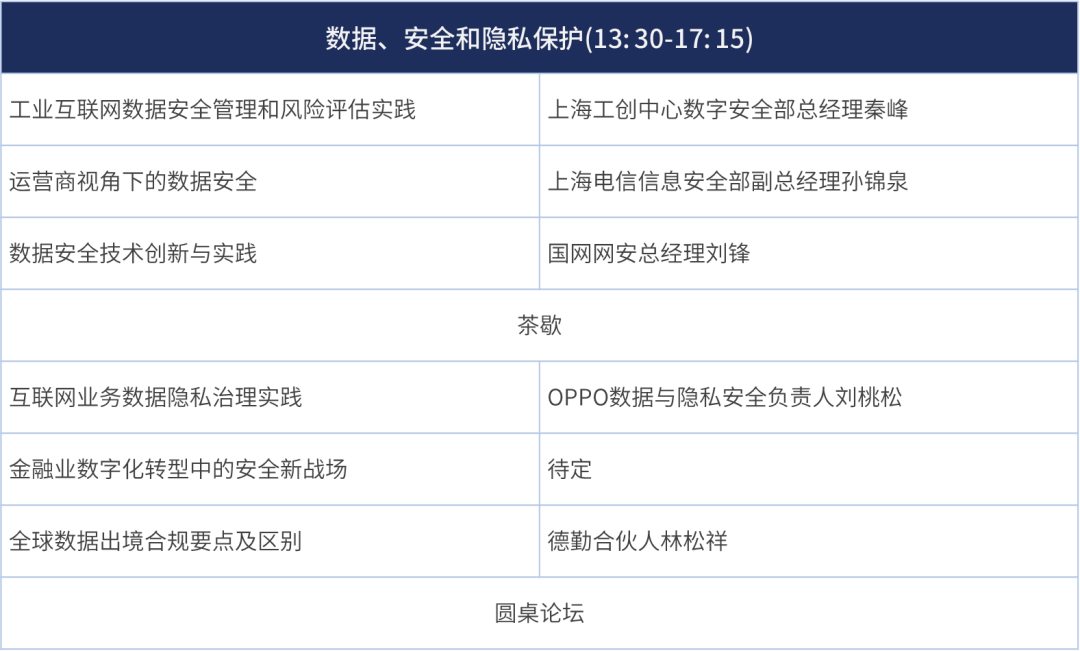 数据、安全和隐私保护(13:30-17:15)
工业互联网数据安全管理和风险评估实践
上海工创中心数字安全部总经理秦峰
运营商视角下的数据安全
上海电信信息安全部副总经理孙锦泉
数据安全技术创新与实践
国网网安总经理刘锋
茶歇
互联网业务数据隐私治理实践
OPPO数据与隐私安全负责人刘桃松
金融业数字化转型中的安全新战场
待定
全球数据出境合规要点及区别
德勤合伙人林松祥
圆桌论坛